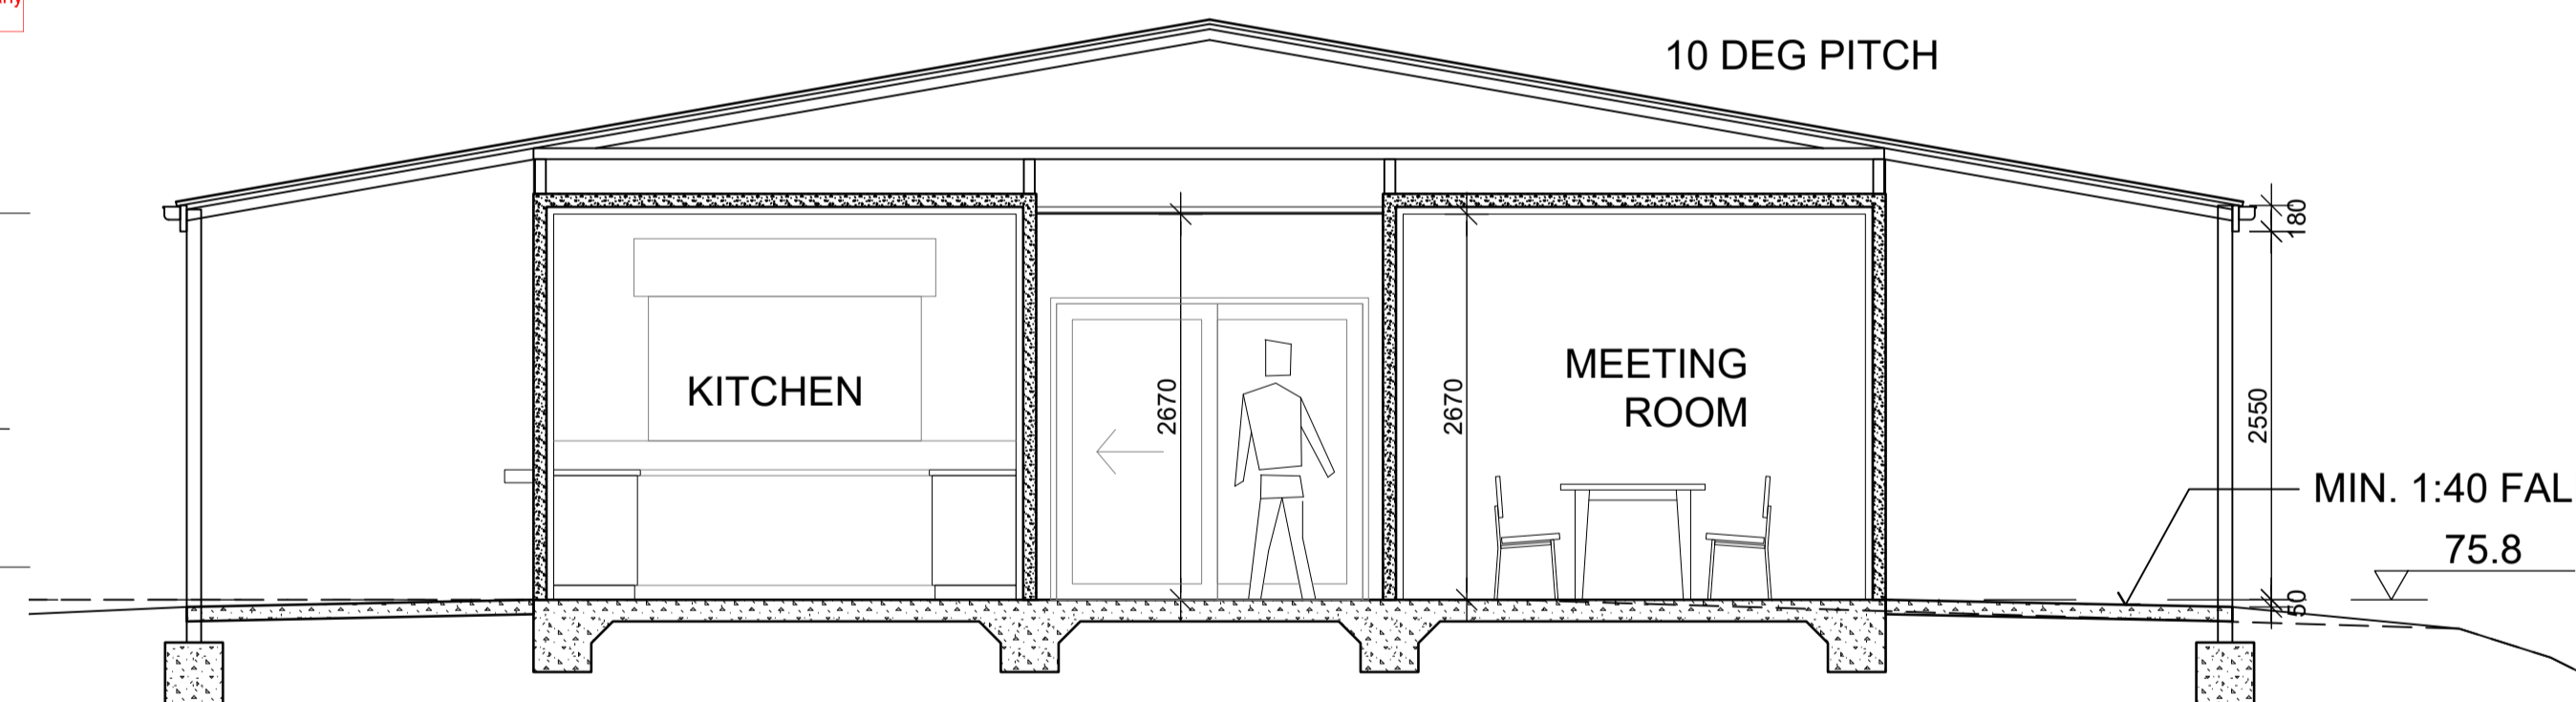 10 DEG PITCH
180
KITCHEN
2670
2670
MEETING
ROOM
2550
MIN. 1:40 FAL
75.8
50